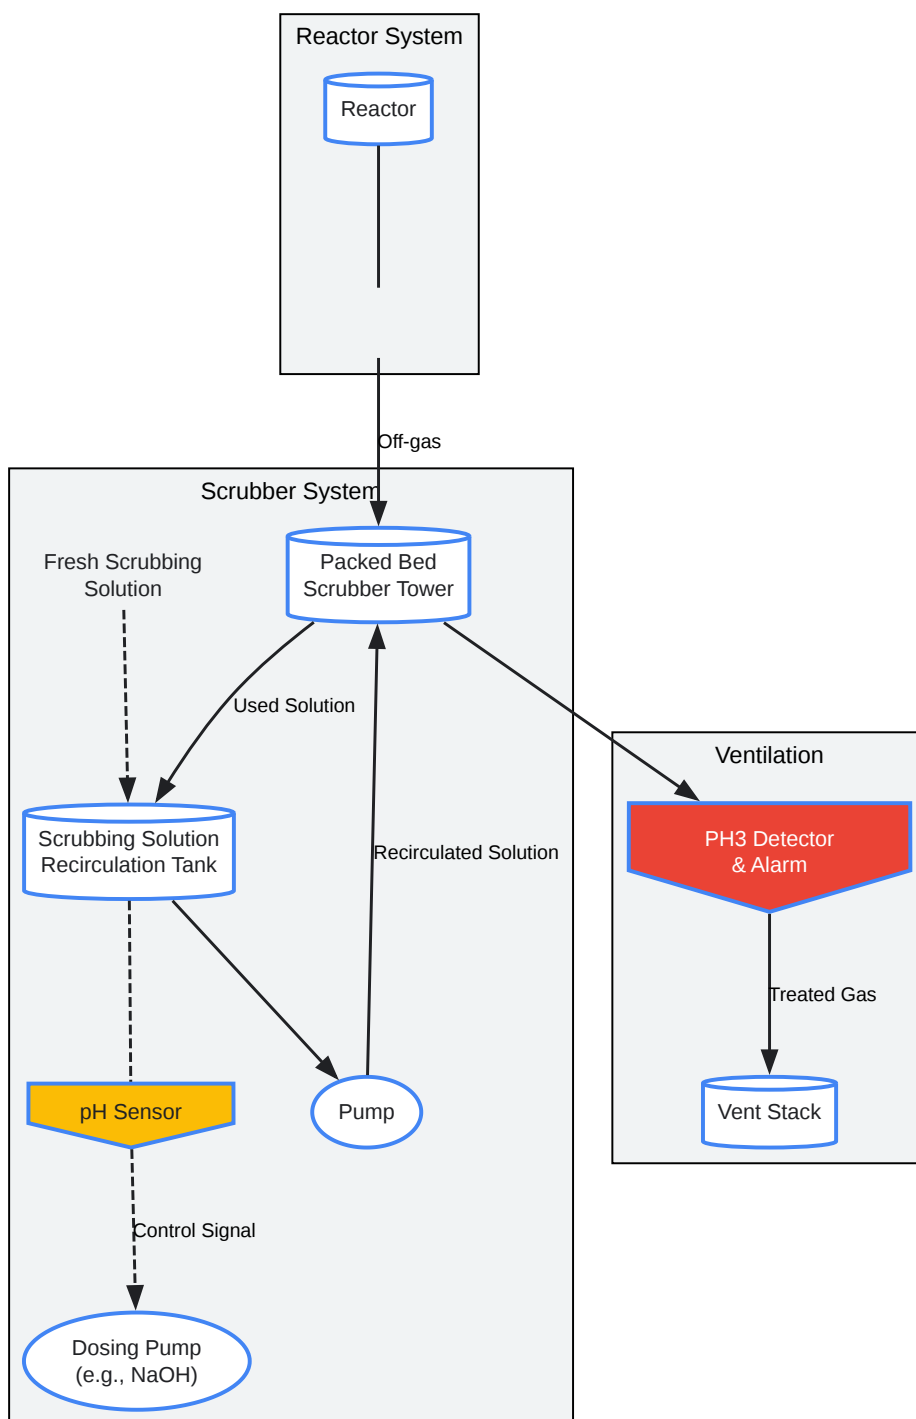 Reactor System
Reactor
Off-gas
Scrubber System
Packed Bed
Scrubber Tower
Fresh Scrubbing
Solution
Used Solution
Ventilation
Scrubbing Solution
Recirculation Tank
Recirculated Solution
PH3 Detector
& Alarm
Treated Gas
pH Sensor
Pump
Vent Stack
Control Signal
Dosing Pump
(e.g., NaOH)